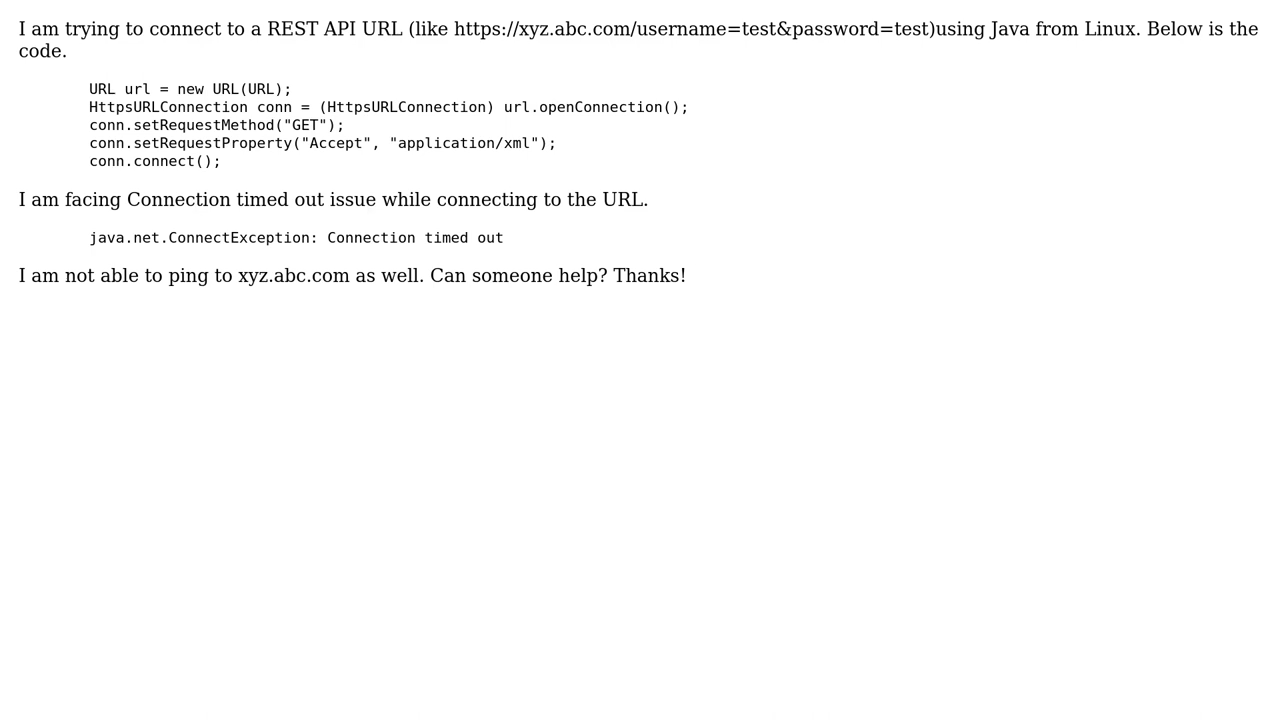 I am trying to connect to a REST API URL (like https://xyz.abc.com/username=test&password=test)using Java from Linux. Below is the
code.
URL url = new URL(URL);
HttpsURLConnection conn = (HttpsURLConnection) url.openConnection();
conn.setRequestMethod("GET");
conn.setRequestProperty("Accept", "application/xml");
conn.connect();
I am facing Connection timed out issue while connecting to the URL.
java.net.ConnectException: Connection timed out
I am not able to ping to xyz.abc.com as well. Can someone help? Thanks!